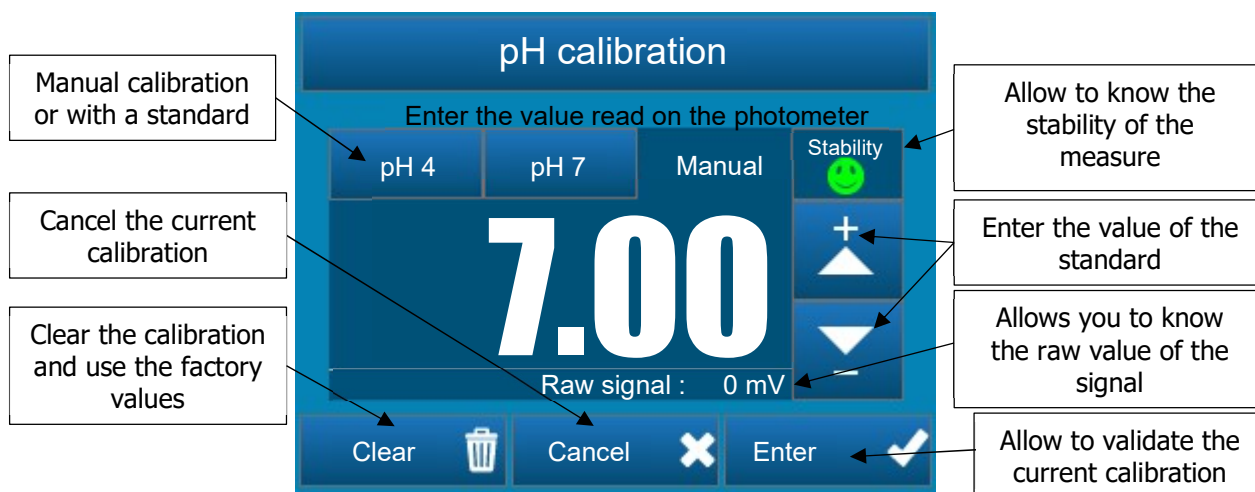 pH calibration
Manual calibration
or with a standard
Cancel the current
calibration
Clear the calibration
and use the factory
values
Enter the value read on the photometer
pH 4
pH 7
Manual
Stability
+
7.00
–
Raw signal : 0 mV
Clear
Cancel
Enter
Allow to know the
stability of the
measure
Enter the value of the
standard
Allows you to know
the raw value of the
signal
Allow to validate the
current calibration